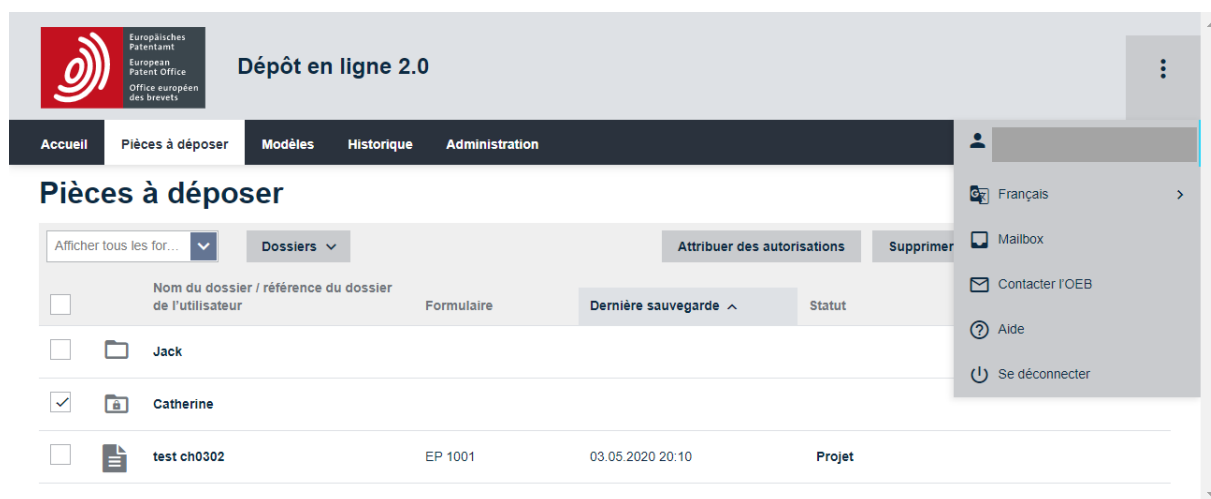 Europäisches
Patentamt
European
Patent Office
Office européen
des brevets
Dépôt en ligne 2.0
Accueil Pièces à déposer Modèles Historique Administration
Pièces à déposer
Français
Mailbox
Contacter l'OEB
Aide
Se déconnecter
Afficher tous les for... Dossiers Attribuer des autorisations Supprimer
Nom du dossier / référence du dossier
de l'utilisateur
Formulaire Dernière sauvegarde Statut
Jack
Catherine
test ch0302 EP 1001 03.05.2020 20:10 Projet